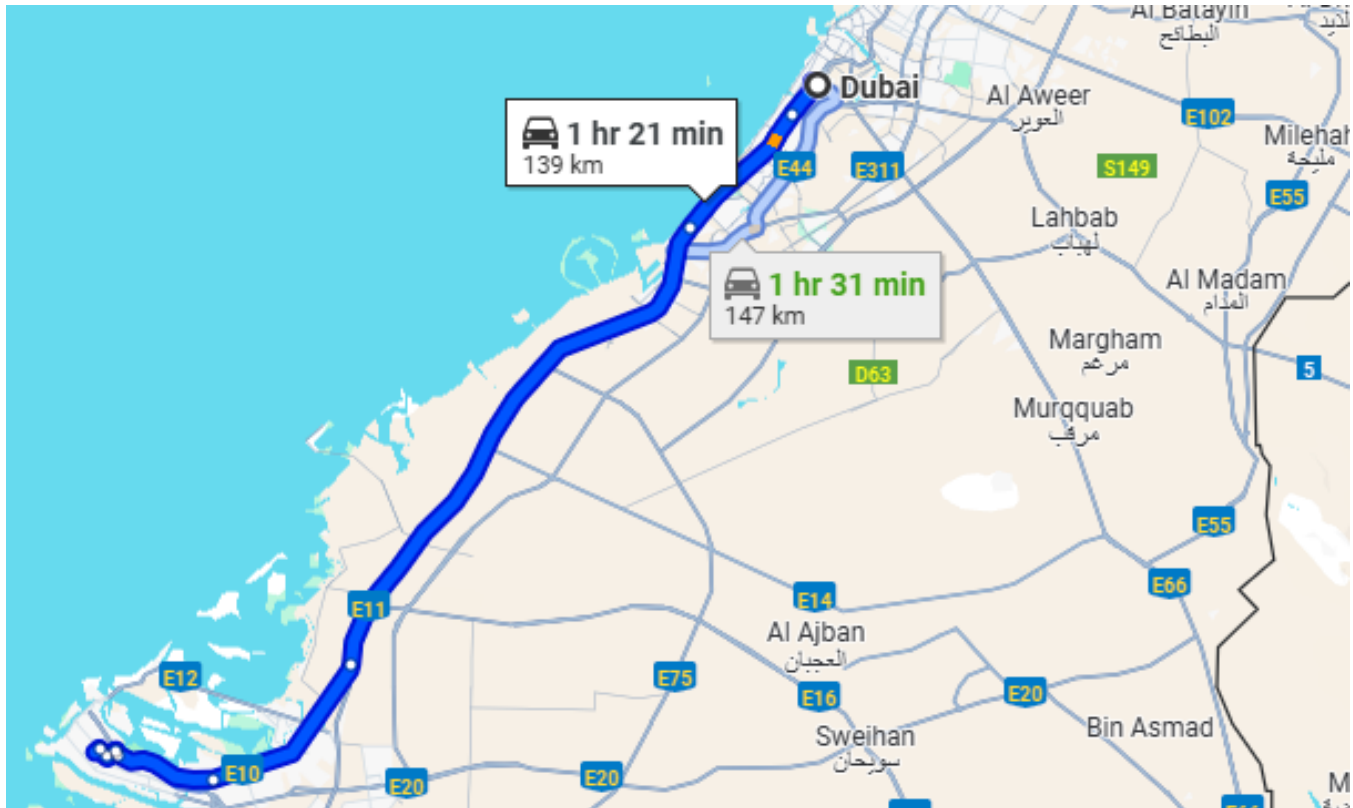 Al Batayih
البطائح
Dubai
1 hr 21 min
139 km
Al Aweer
العوير
E102
Milehah
مليحة
E44
E311
S149
E55
Lahbab
لهباب
1 hr 31 min
147 km
Al Madam
المدام
Margham
مرغم
5
D63
Murqquab
مرقب
E55
E66
E14
E11
Al Ajban
العجبان
E12
E75
E16
E20
Bin Asmad
Sweihan
سويحان
E10
E20
E20